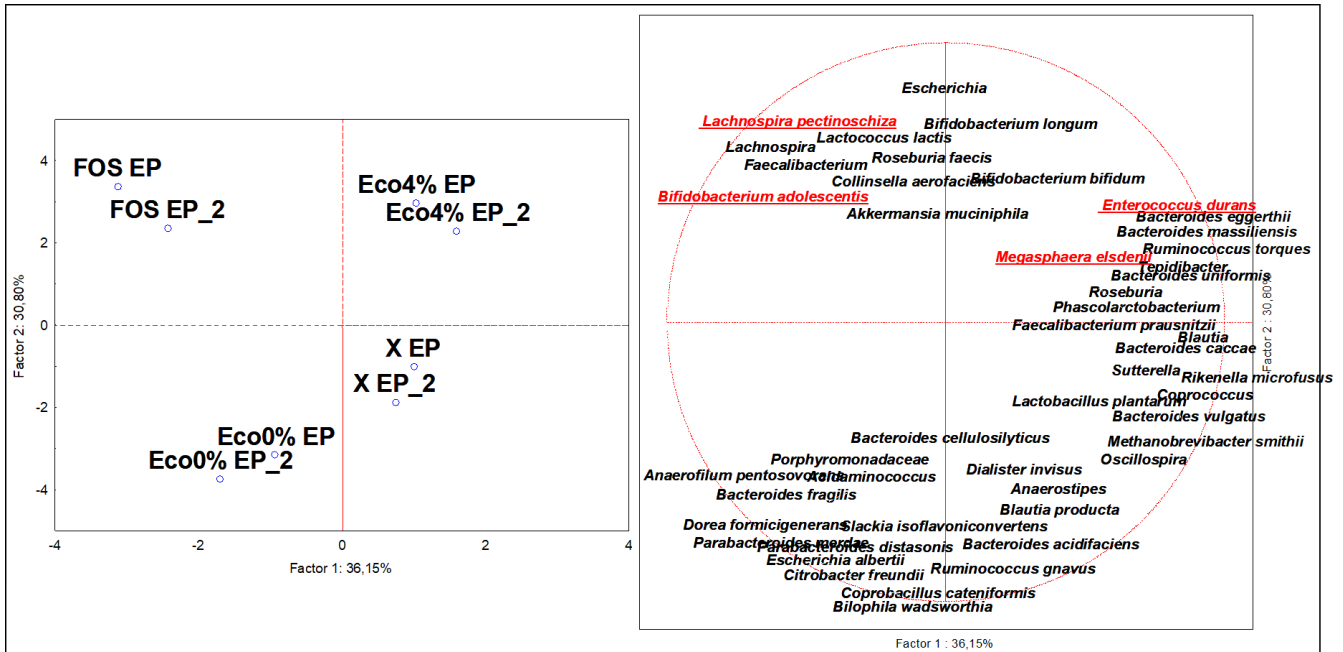 4
2
0
-2
-4
-4
-2
0
2
4
Factor 2: 30,80%
Factor 1: 36,15%
FOS EP
FOS EP_2
Eco4% EP
Eco4% EP_2
X EP
X EP_2
Eco0% EP
Eco0% EP_2
Escherichia
Lachnospira pectinoschiza
Bifidobacterium longum
Lactococcus lactis
Lachnospira
Roseburia faecis
Faecalibacterium
Collinsella aerofaciens
Bifidobacterium bifidum
Bifidobacterium adolescentis
Enterococcus durans
Akkermansia muciniphila
Bacteroides eggerthii
Bacteroides massiliensis
Ruminococcus torques
Megasphaera elsdenii
Tepidibacter
Bacteroides uniformis
Roseburia
Phascolarctobacterium
Faecalibacterium prausnitzii
Blautia
Bacteroides caccae
Sutterella
Rikenella microfusus
Coprococcus
Lactobacillus plantarum
Bacteroides vulgatus
Bacteroides cellulosilyticus
Methanobrevibacter smithii
Porphyromonadaceae
Oscillospira
Dialister invisus
Anaerofilum pentosovorans
Acidaminococcus
Anaerostipes
Bacteroides fragilis
Blautia producta
Dorea formicigenerans
Slackia isoflavoniconvertens
Parabacteroides merdae
Parabacteroides distasonis
Bacteroides acidifaciens
Escherichia albertii
Ruminococcus gnavus
Citrobacter freundii
Coprobacillus cateniformis
Bilophila wadsworthia
Factor 2 : 30,80%
Factor 1 : 36,15%